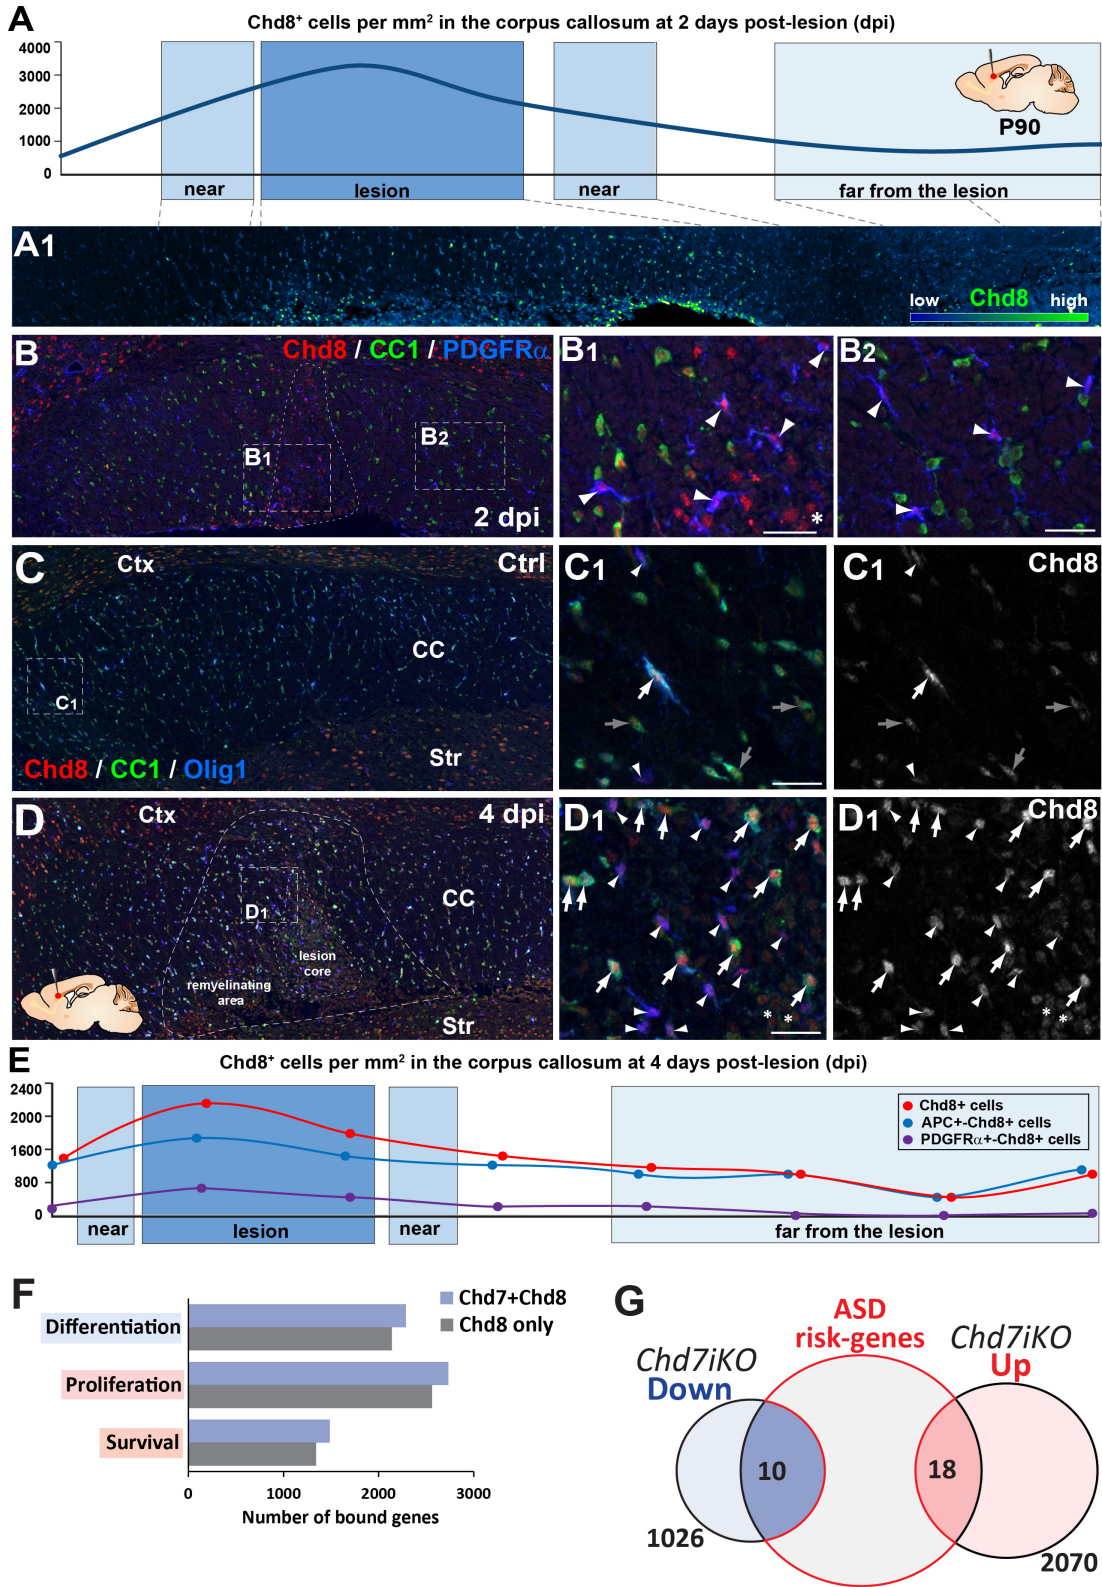 A
Chd8+ cells per mm2 in the corpus callosum at 2 days post-lesion (dpi)
4000
3000
2000
1000
0
P90
near
lesion
near
far from the lesion
A1
low Chd8 high
B
Chd8 / CC1 / PDGFRα
B1
B2
2 dpi
B1
*
B2
C
Ctx
Ctrl
CC
C1
Str
Chd8 / CC1 / Olig1
C1
C1
Chd8
D
Ctx
4 dpi
CC
D1
lesion
core
remyelinating
area
Str
D1
* *
D1
Chd8
* *
E
Chd8+ cells per mm2 in the corpus callosum at 4 days post-lesion (dpi)
2400
2000
1600
800
0
Chd8+ cells
APC+-Chd8+ cells
PDGFRα+-Chd8+ cells
near
lesion
near
far from the lesion
F
Chd7+Chd8
Chd8 only
Differentiation
Proliferation
Survival
0
1000
2000
3000
Number of bound genes
G
ASD
risk-genes
Chd7iKO
Down
Chd7iKO
Up
10
18
1026
2070